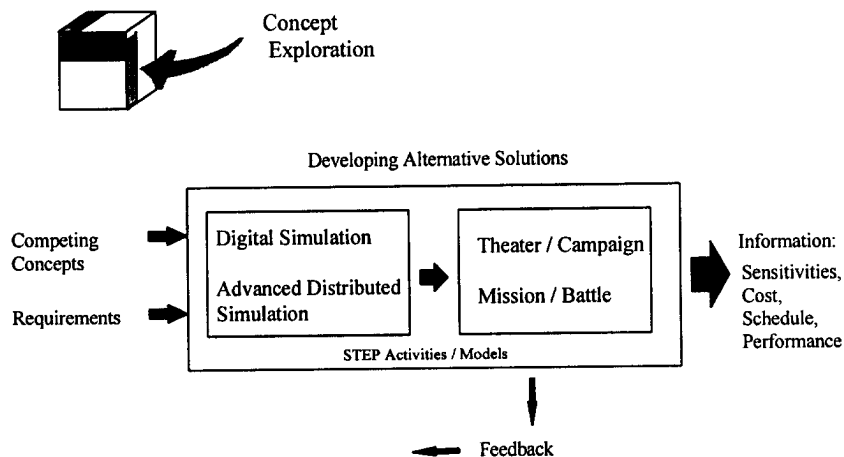 Concept
Exploration
Developing Alternative Solutions
Competing
Concepts
Requirements
Digital Simulation
Advanced Distributed
Simulation
Theater / Campaign
Mission / Battle
STEP Activities / Models
Information:
Sensitivities,
Cost,
Schedule,
Performance
Feedback